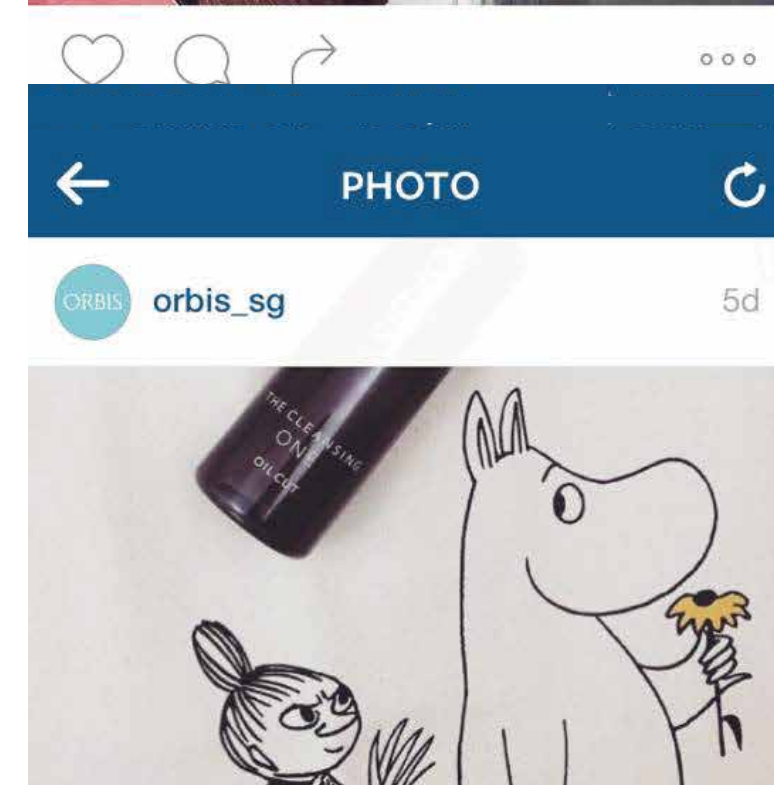 PHOTO
ORBIS
orbis_sg
5d
THE CLEANSING
ONE
OIL CUT